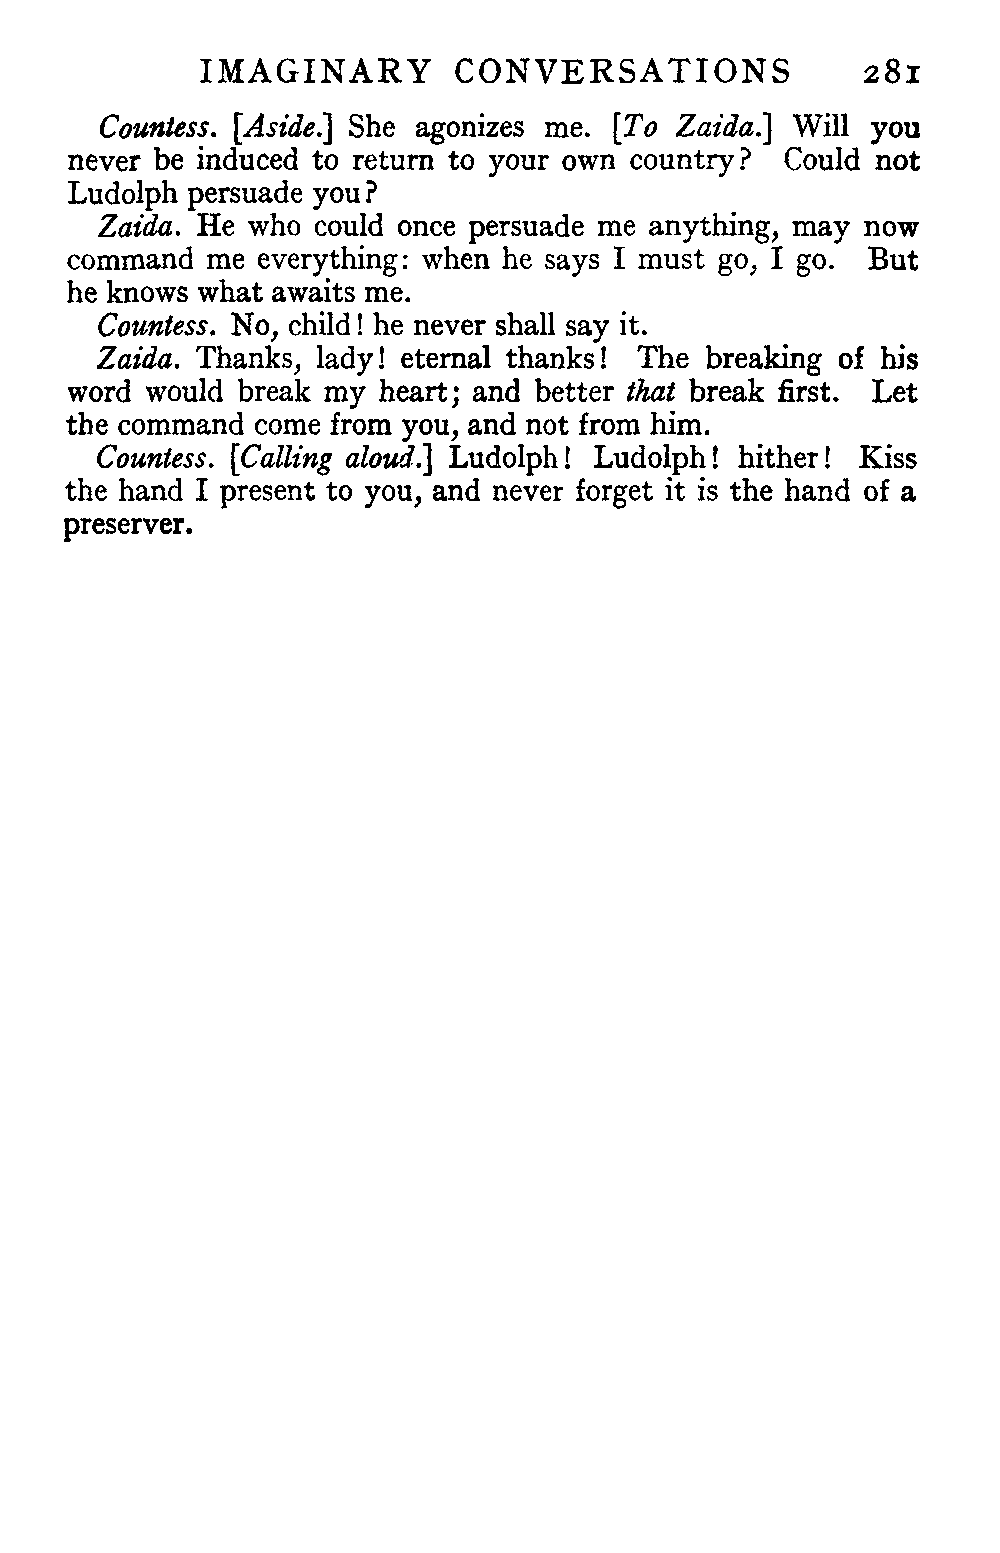 IMAGINARY CONVERSATIONS 281
Countess. [Aside.] She agonizes me. [To Zaida.] Will you
never be induced to return to your own country? Could not
Ludolph persuade you?
Zaida. He who could once persuade me anything, may now
command me everything: when he says I must go, I go. But
he knows what awaits me.
Countess. No, child! he never shall say it.
Zaida. Thanks, lady! eternal thanks! The breaking of his
word would break my heart; and better that break first. Let
the command come from you, and not from him.
Countess. [Calling aloud.] Ludolph! Ludolph! hither! Kiss
the hand I present to you, and never forget it is the hand of a
preserver.